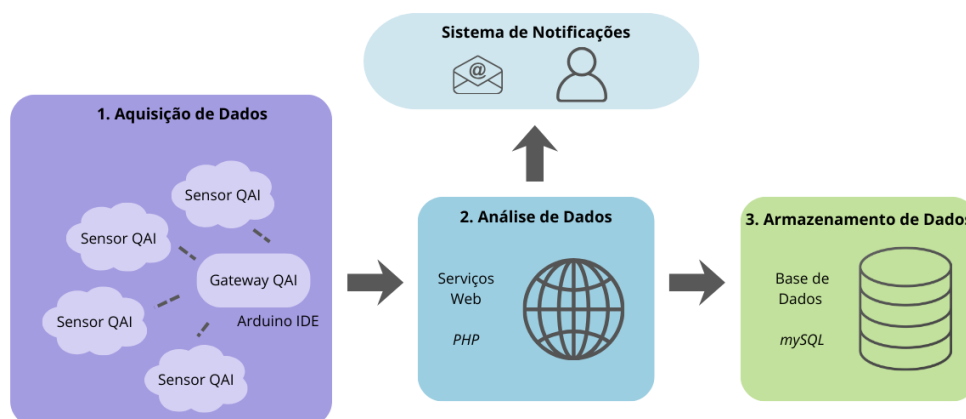 Sistema de Notificações
@
1. Aquisição de Dados
Sensor QAI
Sensor QAI
Gateway QAI
Sensor QAI
Arduino IDE
Sensor QAI
2. Análise de Dados
Serviços
Web
PHP
3. Armazenamento de Dados
Base de
Dados
mySQL